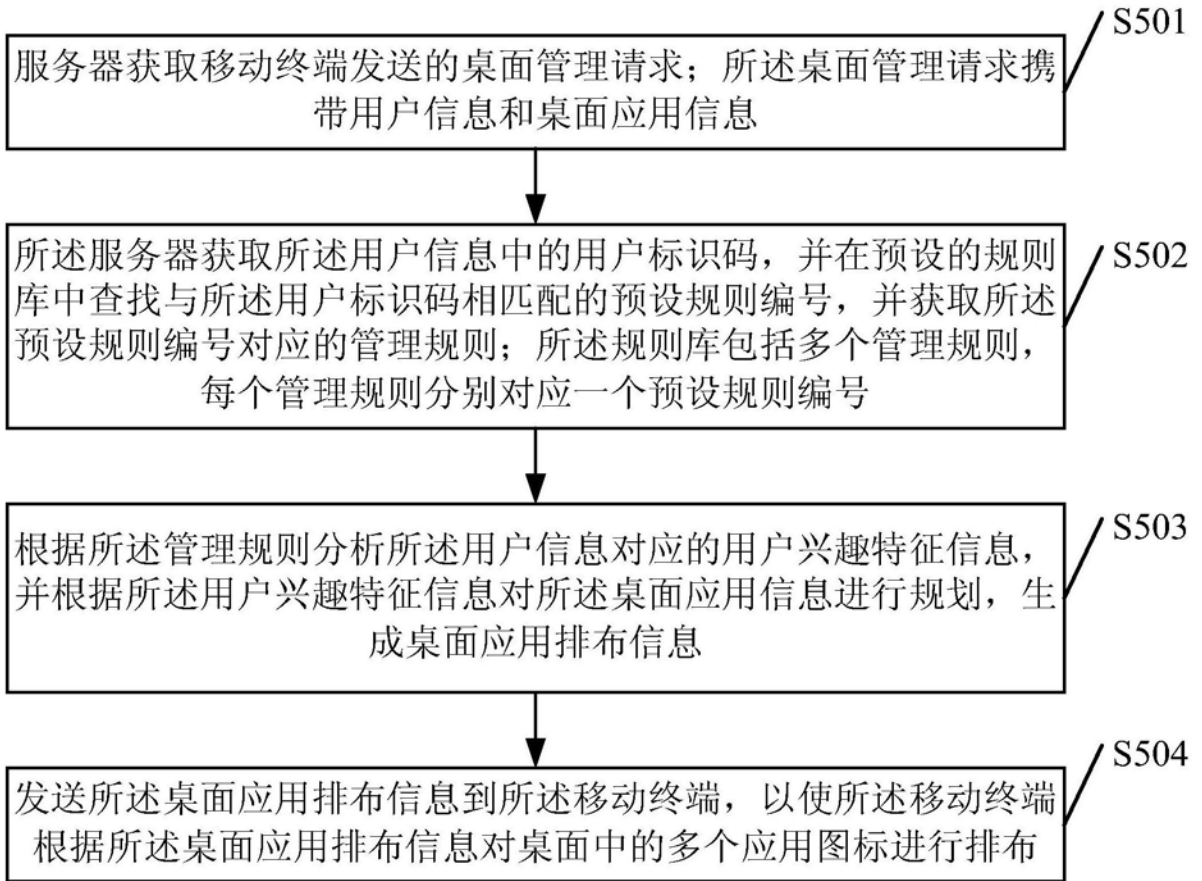 S501
服务器获取移动终端发送的桌面管理请求；所述桌面管理请求携
带用户信息和桌面应用信息
S502
所述服务器获取所述用户信息中的用户标识码，并在预设的规则
库中查找与所述用户标识码相匹配的预设规则编号，并获取所述
预设规则编号对应的管理规则；所述规则库包括多个管理规则，
每个管理规则分别对应一个预设规则编号
S503
根据所述管理规则分析所述用户信息对应的用户兴趣特征信息，
并根据所述用户兴趣特征信息对所述桌面应用信息进行规划，生
成桌面应用排布信息
S504
发送所述桌面应用排布信息到所述移动终端，以使所述移动终端
根据所述桌面应用排布信息对桌面中的多个应用图标进行排布